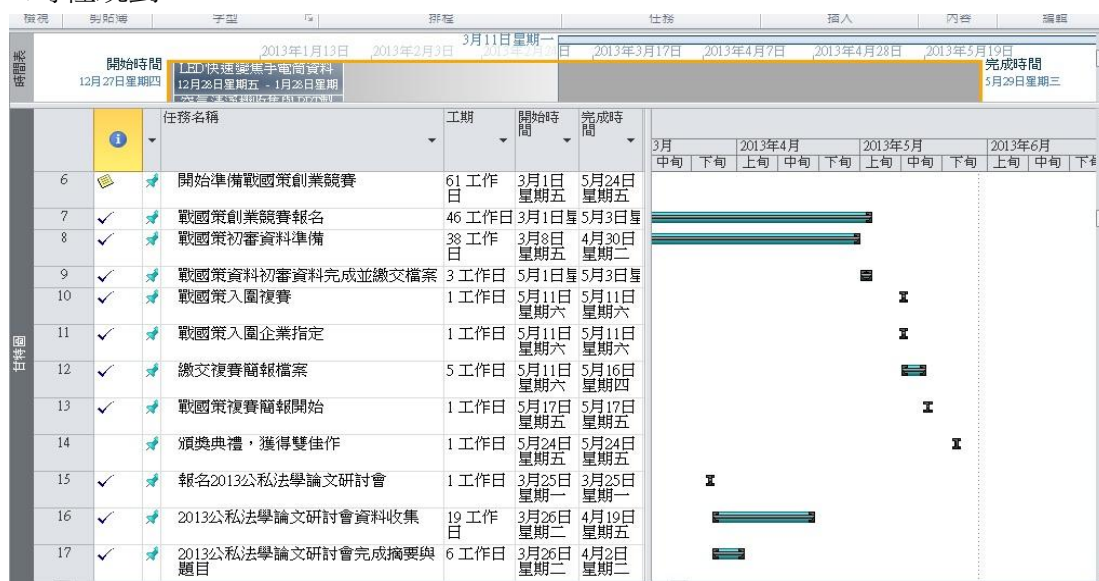 檢視 剪貼簿 字型 排程 任務 插入 內容 編輯
時間表
3月11日星期一
2013年1月13日 2013年2月3日 2013年2月24日 2013年3月17日 2013年4月7日 2013年4月28日 2013年5月19日
開始時間
12月27日星期四
LED快速變焦手電筒資料
12月28日星期五 - 1月28日星期
完成時間
5月29日星期三
甘特圖
任務名稱 工期 開始時間 完成時間
3月 2013年4月 2013年5月 2013年6月
中旬 下旬 上旬 中旬 下旬 上旬 中旬 下旬 上旬 中旬
6 開始準備戰國策創業競賽 61 工作日 3月1日星期五 5月24日星期五
7 戰國策創業競賽報名 46 工作日 3月1日星 5月3日星
8 戰國策初審資料準備 38 工作日 3月8日星期五 4月30日星期二
9 戰國策資料初審資料完成並繳交檔案 3 工作日 5月1日星 5月3日星
10 戰國策入圍複賽 1 工作日 5月11日星期六 5月11日星期六
11 戰國策入圍企業指定 1 工作日 5月11日星期六 5月11日星期六
12 繳交複賽簡報檔案 5 工作日 5月11日星期六 5月16日星期四
13 戰國策複賽簡報開始 1 工作日 5月17日星期五 5月17日星期五
14 頒獎典禮，獲得雙佳作 1 工作日 5月24日星期五 5月24日星期五
15 報名2013公私法學論文研討會 1 工作日 3月25日星期一 3月25日星期一
16 2013公私法學論文研討會資料收集 19 工作日 3月26日星期二 4月19日星期五
17 2013公私法學論文研討會完成摘要與題目 6 工作日 3月26日星期二 4月2日星期二